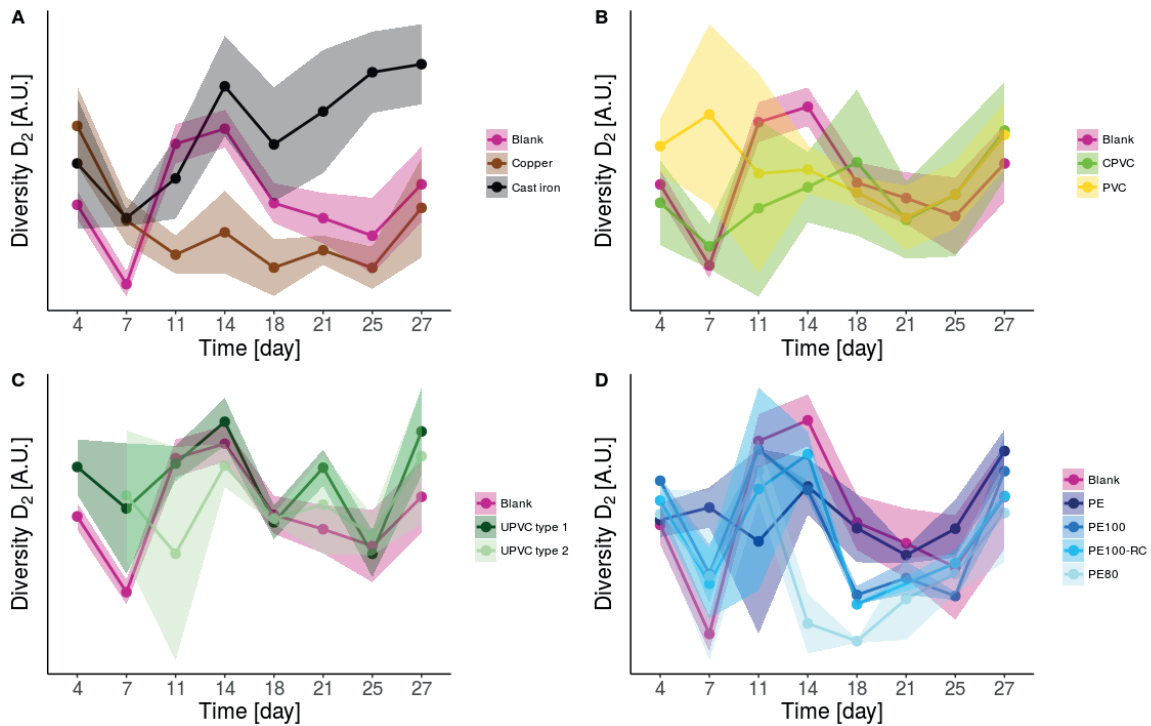 A
Diversity D₂ [A.U.]
4 7 11 14 18 21 25 27
Time [day]
Blank
Copper
Cast iron
B
Diversity D₂ [A.U.]
4 7 11 14 18 21 25 27
Time [day]
Blank
CPVC
PVC
C
Diversity D₂ [A.U.]
4 7 11 14 18 21 25 27
Time [day]
Blank
UPVC type 1
UPVC type 2
D
Diversity D₂ [A.U.]
4 7 11 14 18 21 25 27
Time [day]
Blank
PE
PE100
PE100-RC
PE80